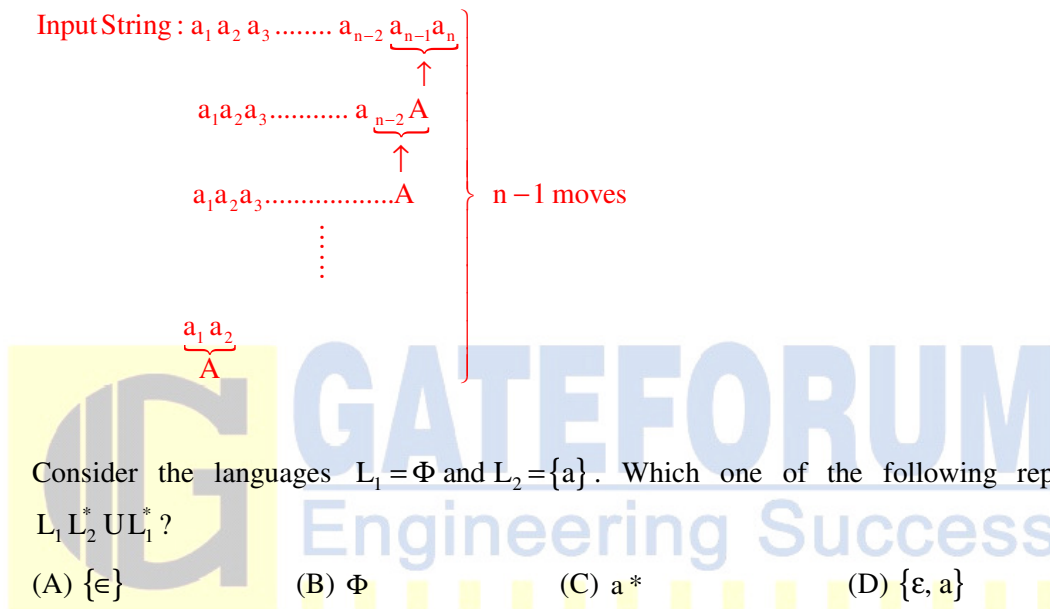 Input String : a₁ a₂ a₃ ........ aₙ₋₂ aₙ₋₁aₙ
↑
a₁a₂a₃........... a ₙ₋₂ A
↑
a₁a₂a₃...................A
n − 1 moves
a₁ a₂
A
GATEFORUM
Consider the languages L₁ = Φ and L₂ = {a}. Which one of the following rep
L₁ L₂* U L₁* ?
Engineering Success
(A) {∈} (B) Φ (C) a * (D) {ε, a}